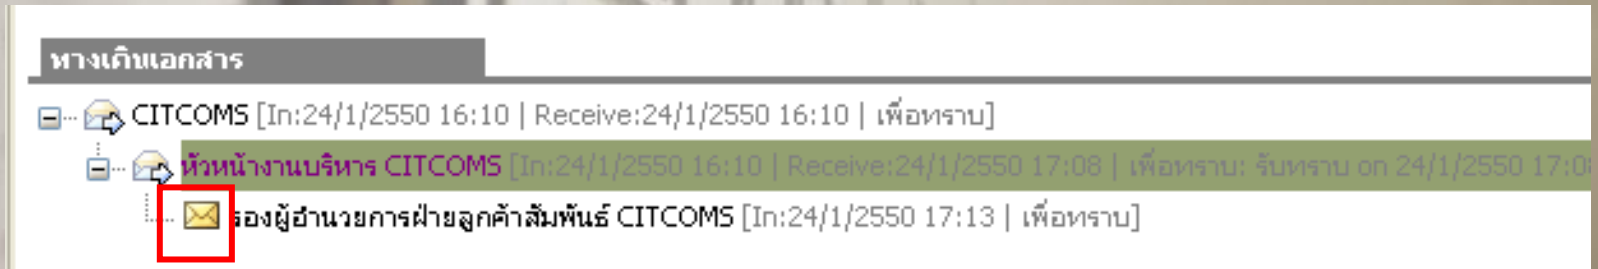 ทางเดินเอกสาร
CITCOMS [In:24/1/2550 16:10 | Receive:24/1/2550 16:10 | เพื่อทราบ]
หัวหน้างานบริหาร CITCOMS [In:24/1/2550 16:10 | Receive:24/1/2550 17:08 | เพื่อทราบ: รับทราบ on 24/1/2550 17:08
รองผู้อำนวยการฝ่ายลูกค้าสัมพันธ์ CITCOMS [In:24/1/2550 17:13 | เพื่อทราบ]